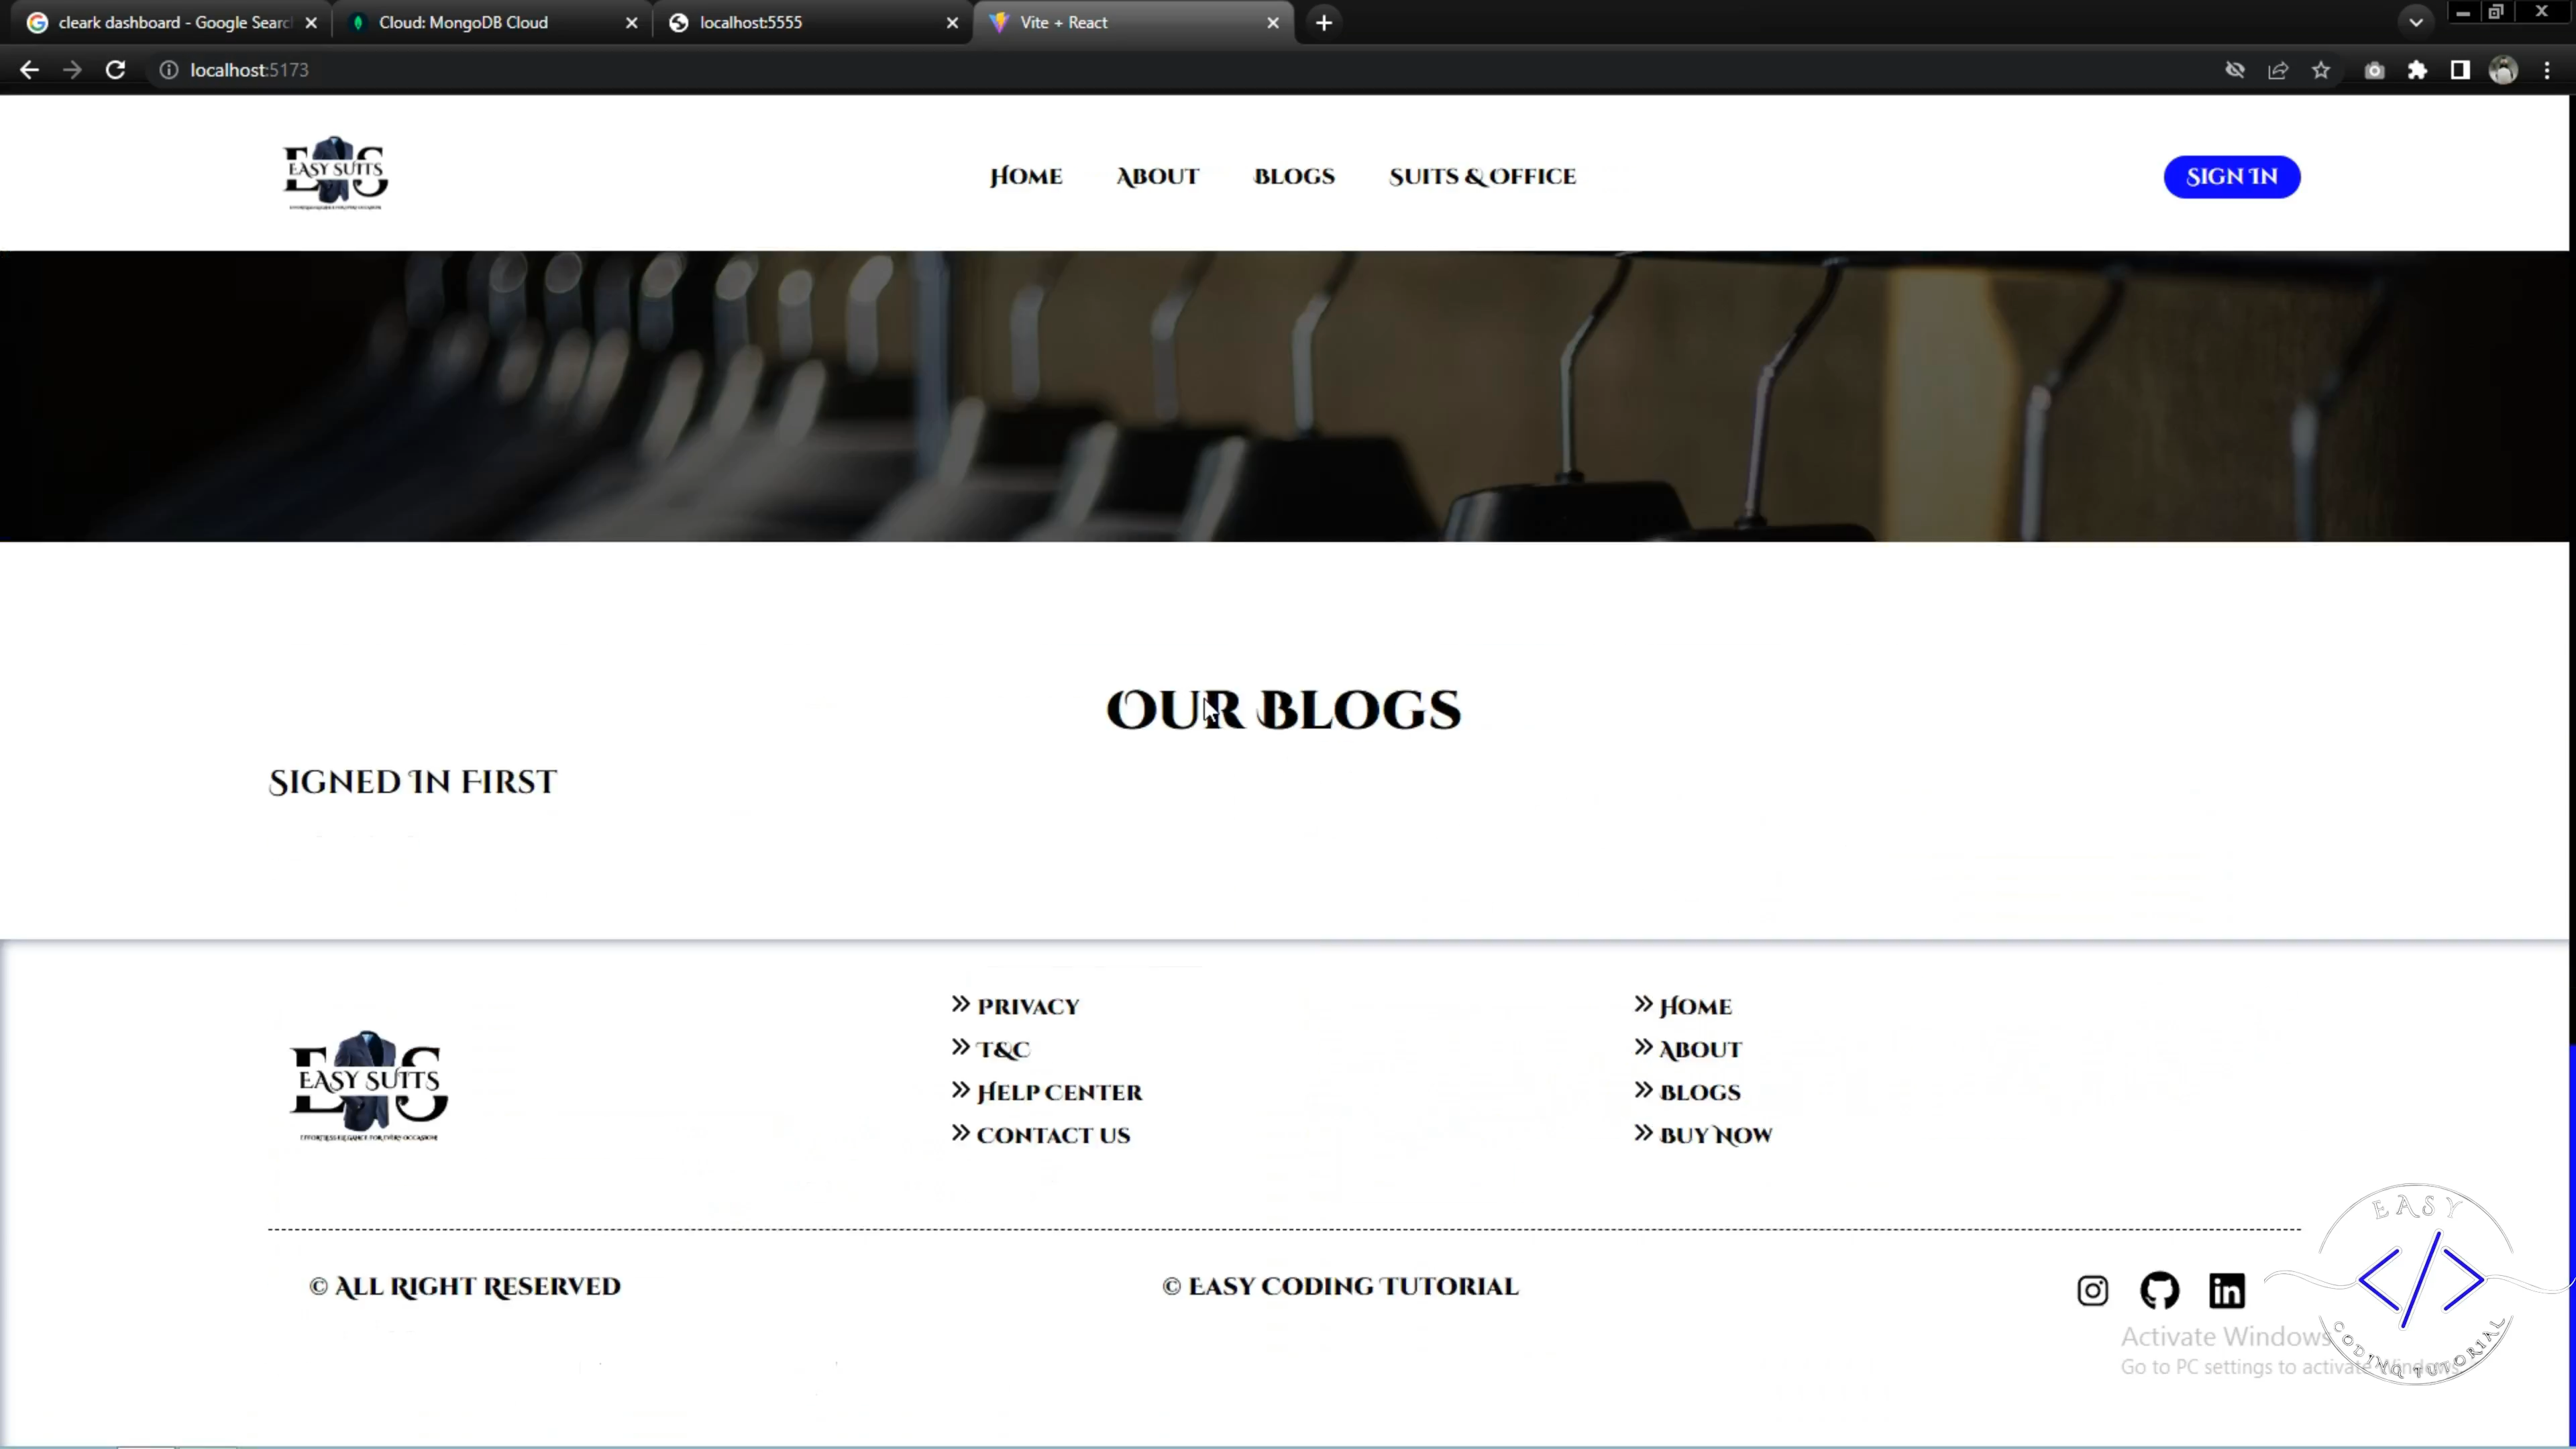 cleark dashboard - Google Searc
Cloud: MongoDB Cloud
localhost:5555
Vite + React
localhost:5173
EASY SUITS
HOME
ABOUT
BLOGS
SUITS & OFFICE
SIGN IN
OUR BLOGS
SIGNED IN FIRST
EASY SUITS
EFFORTLESS ELEGANCE FOR EVERY OCCASION!
PRIVACY
T&C
HELP CENTER
CONTACT US
HOME
ABOUT
BLOGS
BUY NOW
© ALL RIGHT RESERVED
© EASY CODING TUTORIAL
in
Activate Windows
Go to PC settings to activate Windows.
EASY
CODING TUTORIAL